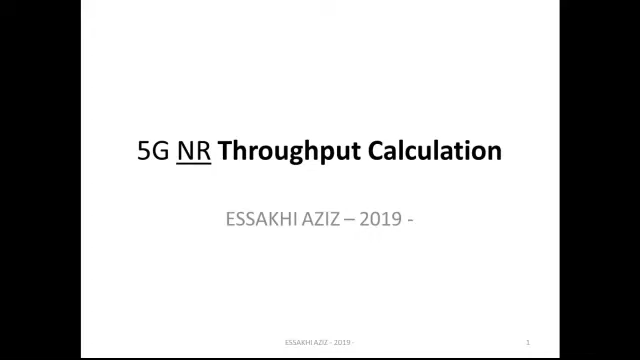 5G NR Throughput Calculation
ESSAKHI AZIZ – 2019 -
ESSAKHI AZIZ - 2019 -
1